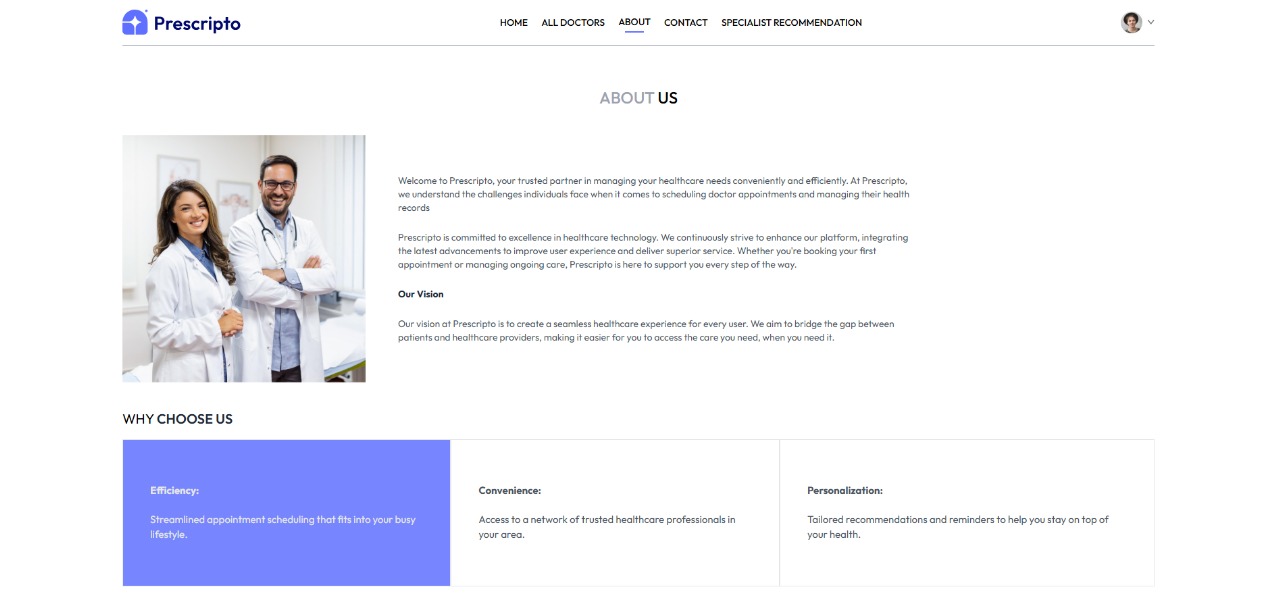 Prescripto
HOME ALL DOCTORS ABOUT CONTACT SPECIALIST RECOMMENDATION
ABOUT US
Welcome to Prescripto, your trusted partner in managing your healthcare needs conveniently and efficiently. At Prescripto,
we understand the challenges individuals face when it comes to scheduling doctor appointments and managing their health
records
Prescripto is committed to excellence in healthcare technology. We continuously strive to enhance our platform, integrating
the latest advancements to improve user experience and deliver superior service. Whether you're booking your first
appointment or managing ongoing care, Prescripto is here to support you every step of the way.
Our Vision
Our vision at Prescripto is to create a seamless healthcare experience for every user. We aim to bridge the gap between
patients and healthcare providers, making it easier for you to access the care you need, when you need it.
WHY CHOOSE US
Efficiency:
Streamlined appointment scheduling that fits into your busy
lifestyle.
Convenience:
Access to a network of trusted healthcare professionals in
your area.
Personalization:
Tailored recommendations and reminders to help you stay on top of
your health.